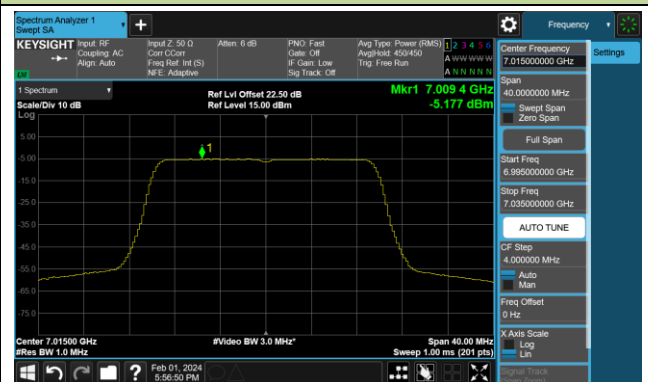 Spectrum Analyzer 1
Swept SA
Frequency
KEYSIGHT
Input: RF
Coupling: AC
Align: Auto
Input Z: 50 Ω
Corr CCorr
Freq Ref: Int (S)
NFE: Adaptive
Atten: 6 dB
PNO: Fast
Gate: Off
IF Gain: Low
Sig Track: Off
Avg Type: Power (RMS)
Avg|Hold: 450/450
Trig: Free Run
1 2 3 4 5 6
A W W W W W
A N N N N N
1 Spectrum
Scale/Div 10 dB
Log
Ref Lvl Offset 22.50 dB
Ref Level 15.00 dBm
Mkr1 7.009 4 GHz
-5.177 dBm
1
5.00
-5.00
-15.0
-25.0
-35.0
-45.0
-55.0
-65.0
-75.0
Center 7.01500 GHz
#Res BW 1.0 MHz
#Video BW 3.0 MHz*
Span 40.00 MHz
Sweep 1.00 ms (201 pts)
Feb 01, 2024
5:56:50 PM
Settings
Center Frequency
7.015000000 GHz
Span
40.0000000 MHz
Swept Span
Zero Span
Full Span
Start Freq
6.995000000 GHz
Stop Freq
7.035000000 GHz
AUTO TUNE
CF Step
4.000000 MHz
Auto
Man
Freq Offset
0 Hz
X Axis Scale
Log
Lin
Signal Track